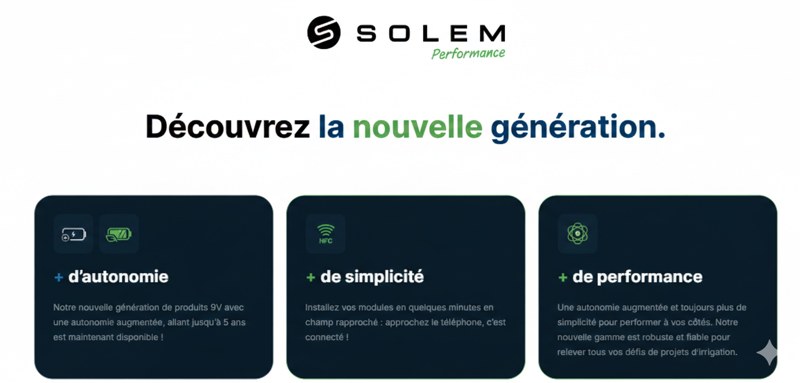 SOLEM
Performance
Découvrez la nouvelle génération.
+ d'autonomie
Notre nouvelle génération de produits 9V avec
une autonomie augmentée, allant jusqu'à 5 ans
est maintenant disponible !
NFC
+ de simplicité
Installez vos modules en quelques minutes en
champ rapproché : approchez le téléphone, c'est
connecté !
+ de performance
Une autonomie augmentée et toujours plus de
simplicité pour performer à vos côtés. Notre
nouvelle gamme est robuste et fiable pour
relever tous vos défis de projets d'irrigation.